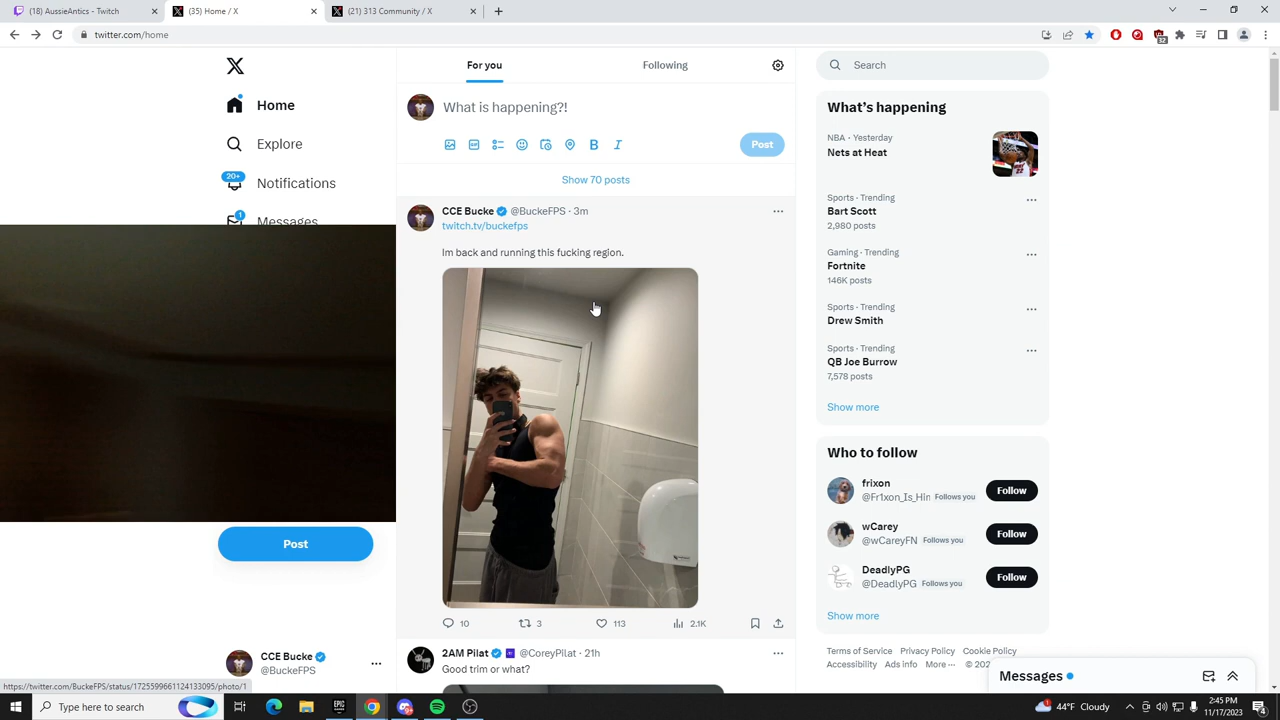 (18) AussieAntics - Twitch
(35) Home / X
(21) 313 Community / X
twitter.com/home
32
X
Home
Explore
20+
Notifications
1
Messages
Post
CCE Bucke
@BuckeFPS
For you
Following
What is happening?!
GIF
B
I
Post
Show 70 posts
CCE Bucke @BuckeFPS · 3m
twitch.tv/buckefps
Im back and running this fucking region.
10
3
113
2.1K
2AM Pilat @CoreyPilat · 21h
Good trim or what?
Search
What's happening
NBA · Yesterday
Nets at Heat
Sports · Trending
Bart Scott
2,980 posts
Gaming · Trending
Fortnite
146K posts
Sports · Trending
Drew Smith
Sports · Trending
QB Joe Burrow
7,578 posts
Show more
Who to follow
frixon
@Fr1xon_Is_Hin Follows you
Follow
wCarey
@wCareyFN Follows you
Follow
DeadlyPG
@DeadlyPG Follows you
Follow
Show more
Terms of Service Privacy Policy Cookie Policy
Accessibility Ads info More ··· © 202
Messages
https://twitter.com/BuckeFPS/status/1725599661124133095/photo/1
Type here to search
EPIC
44°F Cloudy
2:45 PM
11/17/2023